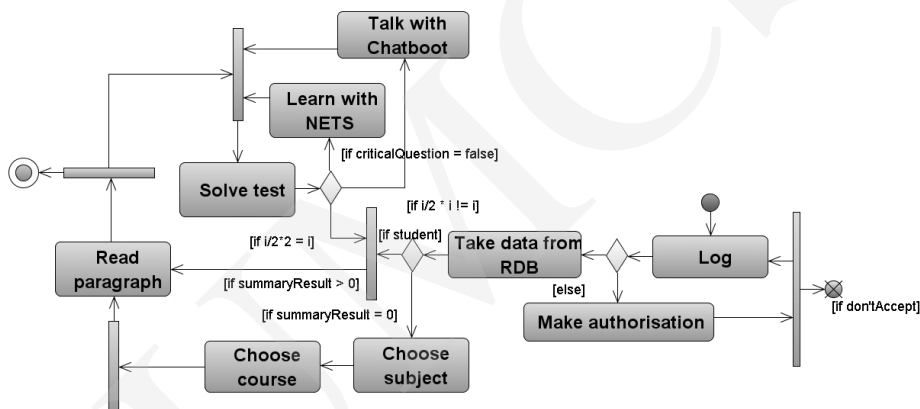 Talk with
Chatboot
Learn with
NETS
[if criticalQuestion = false]
Solve test
[if i/2 * i != i]
[if i/2*2 = i]
[if student]
Take data from
RDB
Log
Read
paragraph
[if summaryResult > 0]
[else]
[if don'tAccept]
[if summaryResult = 0]
Make authorisation
Choose
course
Choose
subject